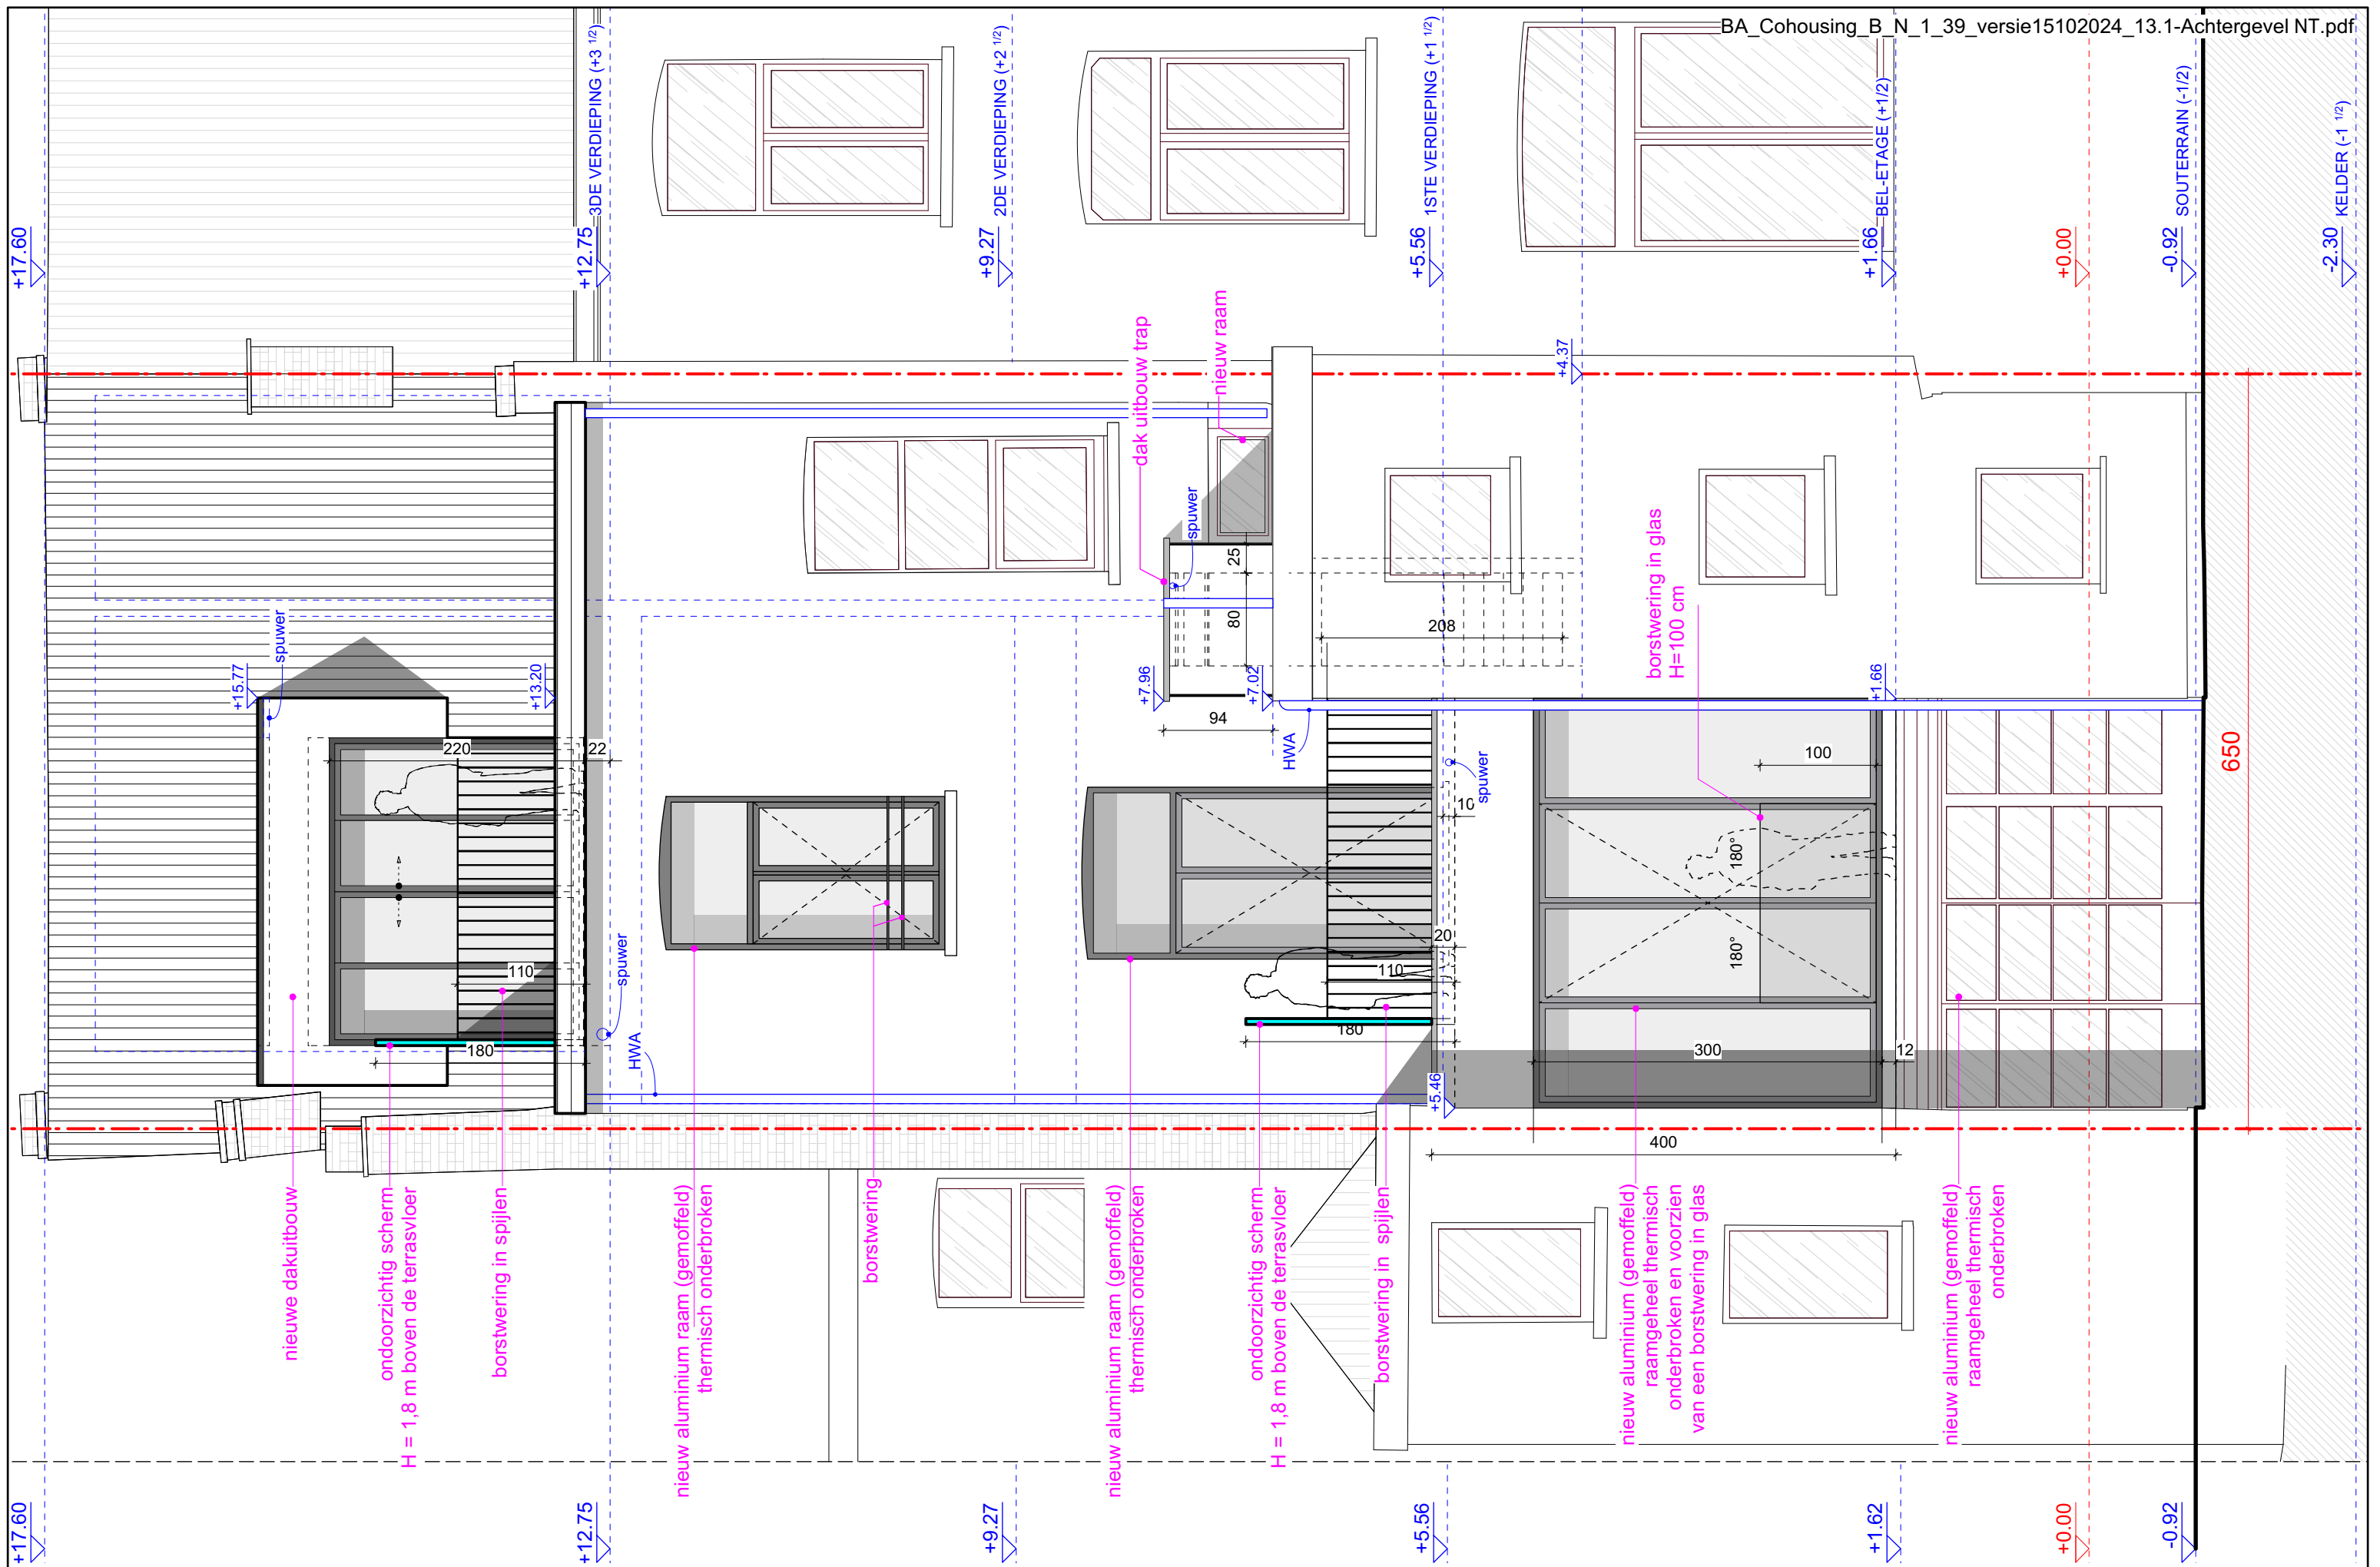 BA_Cohousing_B_N_1_39_versie15102024_13.1-Achtergevel NT.pdf
+17.60
+12.75
3DE VERDIEPING (+3 1/2)
+9.27
2DE VERDIEPING (+2 1/2)
+5.56
1STE VERDIEPING (+1 1/2)
+1.66
BEL-ETAGE (+1/2)
+0.00
-0.92
SOUTERRAIN (-1/2)
-2.30
KELDER (-1 1/2)
dak uitbouw trap
nieuw raam
+4.37
spuwer
25
80
208
borstwering in glas
H=100 cm
spuwer
+15.77
+13.20
+7.96
+7.02
+1.66
94
HWA
220
22
100
650
spuwer
10
180°
180°
20
110
110
spuwer
180
180
HWA
300
12
+5.46
400
nieuwe dakuitbouw
ondoorzichtig scherm
H = 1,8 m boven de terrasvloer
borstwering in spijlen
nieuw aluminium raam (gemoffeld)
thermisch onderbroken
borstwering
nieuw aluminium raam (gemoffeld)
thermisch onderbroken
ondoorzichtig scherm
H = 1,8 m boven de terrasvloer
borstwering in spijlen
nieuw aluminium (gemoffeld)
raamgeheel thermisch
onderbroken en voorzien
van een borstwering in glas
nieuw aluminium (gemoffeld)
raamgeheel thermisch
onderbroken
+17.60
+12.75
+9.27
+5.56
+11.62
+0.00
-0.92